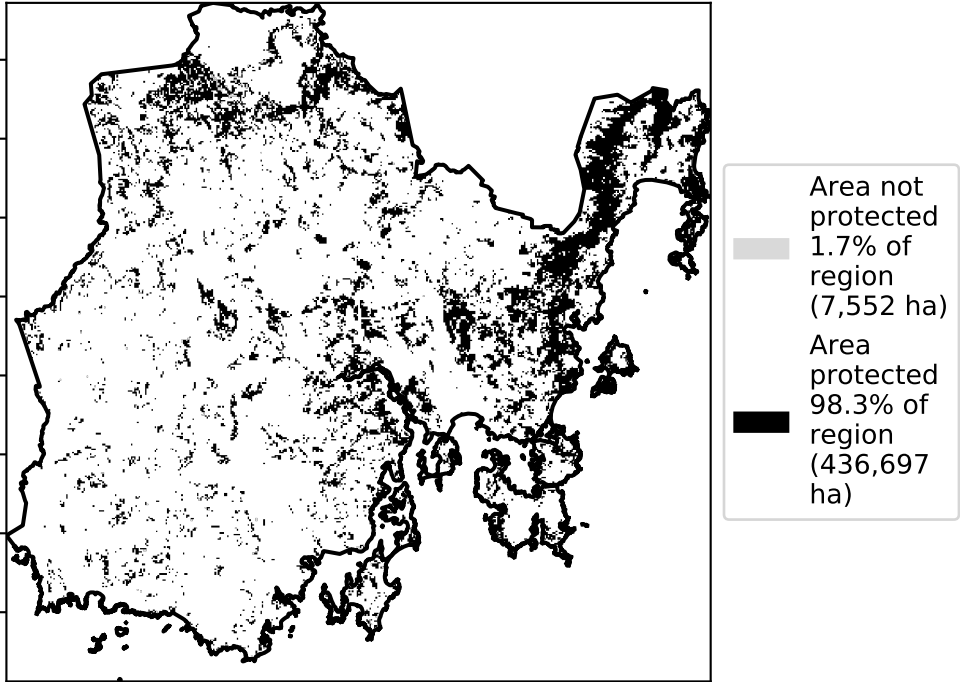 Area not
protected
1.7% of
region
(7,552 ha)
Area
protected
98.3% of
region
(436,697
ha)